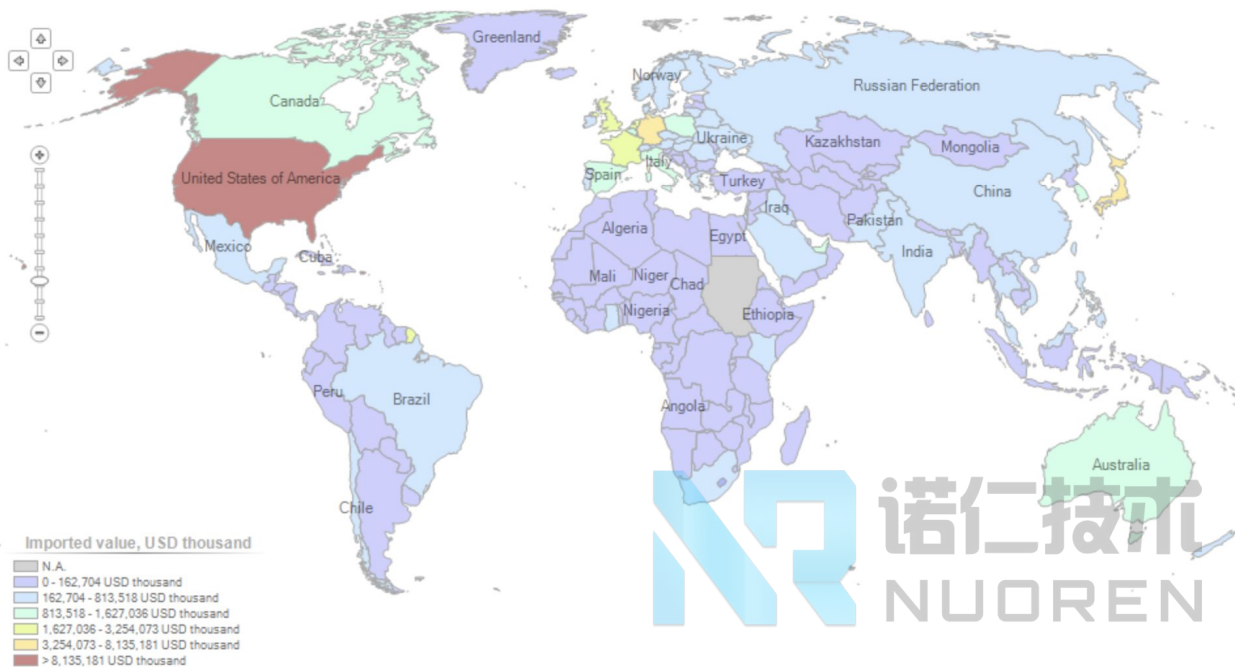 Greenland
Norway
Russian Federation
Canada
Ukraine
Kazakhstan
Mongolia
Italy
Spain
United States of America
Turkey
China
Iraq
Pakistan
Mexico
Algeria
Egypt
India
Cuba
Mali
Niger
Chad
Nigeria
Ethiopia
Peru
Brazil
Angola
Australia
Chile
诺仁技术
NUOREN
Imported value, USD thousand
N.A.
0 - 162,704 USD thousand
162,704 - 813,518 USD thousand
813,518 - 1,627,036 USD thousand
1,627,036 - 3,254,073 USD thousand
3,254,073 - 8,135,181 USD thousand
> 8,135,181 USD thousand